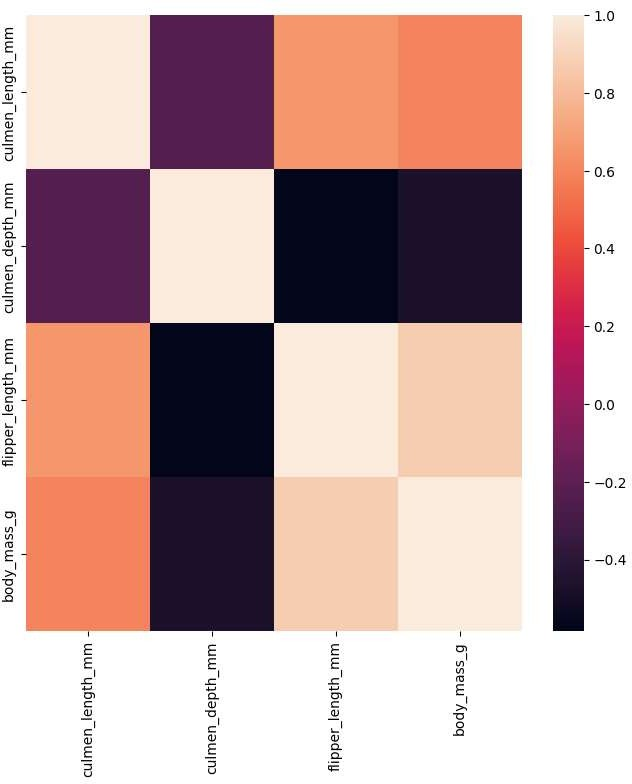 culmen_length_mm
culmen_depth_mm
flipper_length_mm
body_mass_g
culmen_length_mm
culmen_depth_mm
flipper_length_mm
body_mass_g
1.0
0.8
0.6
0.4
0.2
0.0
−0.2
−0.4